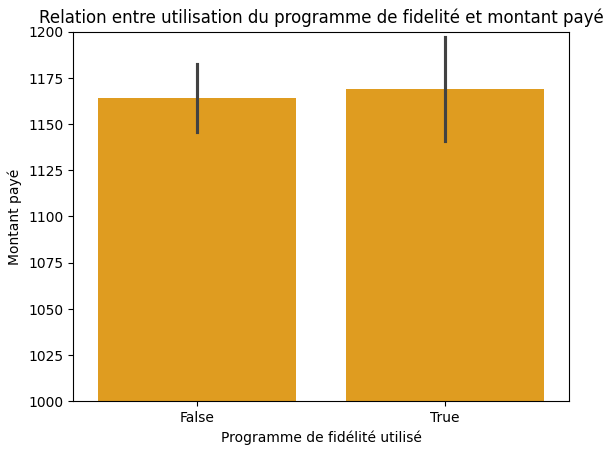 Relation entre utilisation du programme de fidelité et montant payé
1200
1175
1150
1125
1100
1075
1050
1025
1000
Montant payé
False
True
Programme de fidélité utilisé